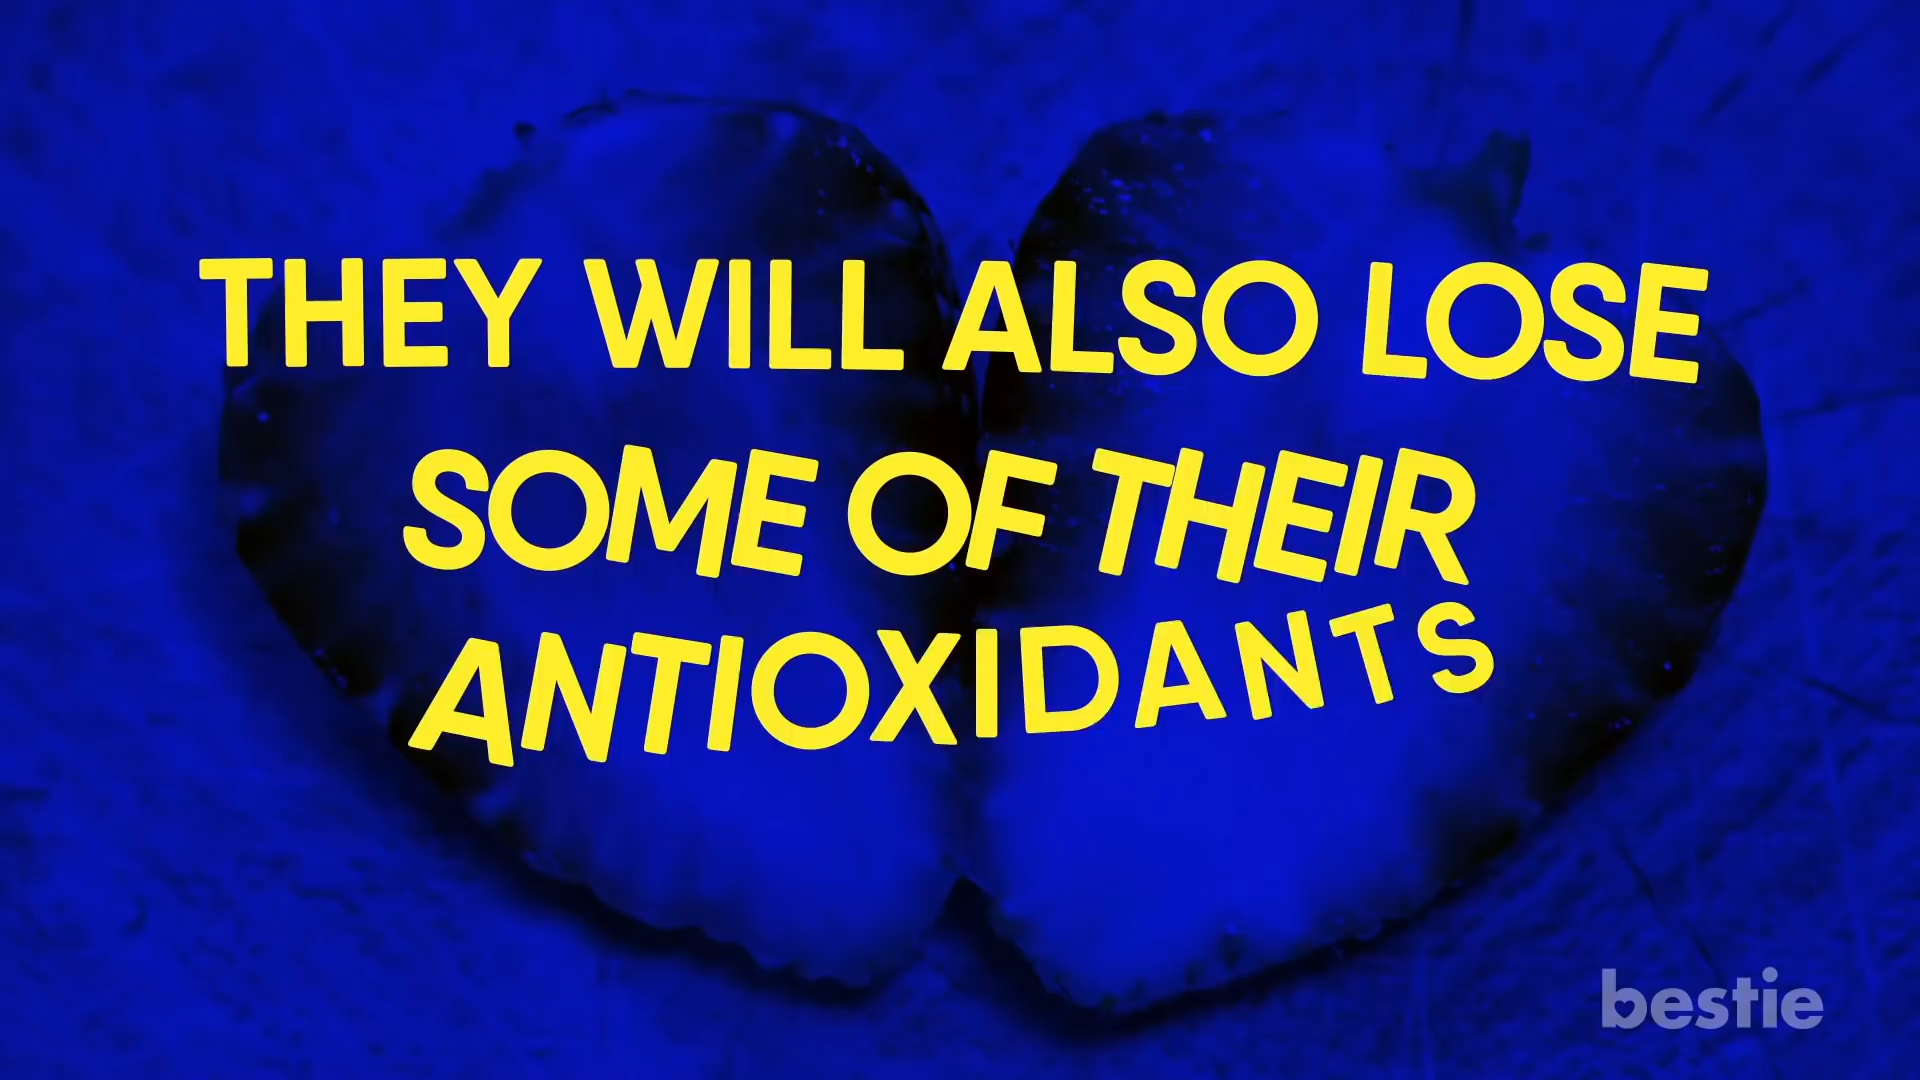 THEY WILL ALSO LOSE
SOME OF THEIR
ANTIOXIDANTS
bestie